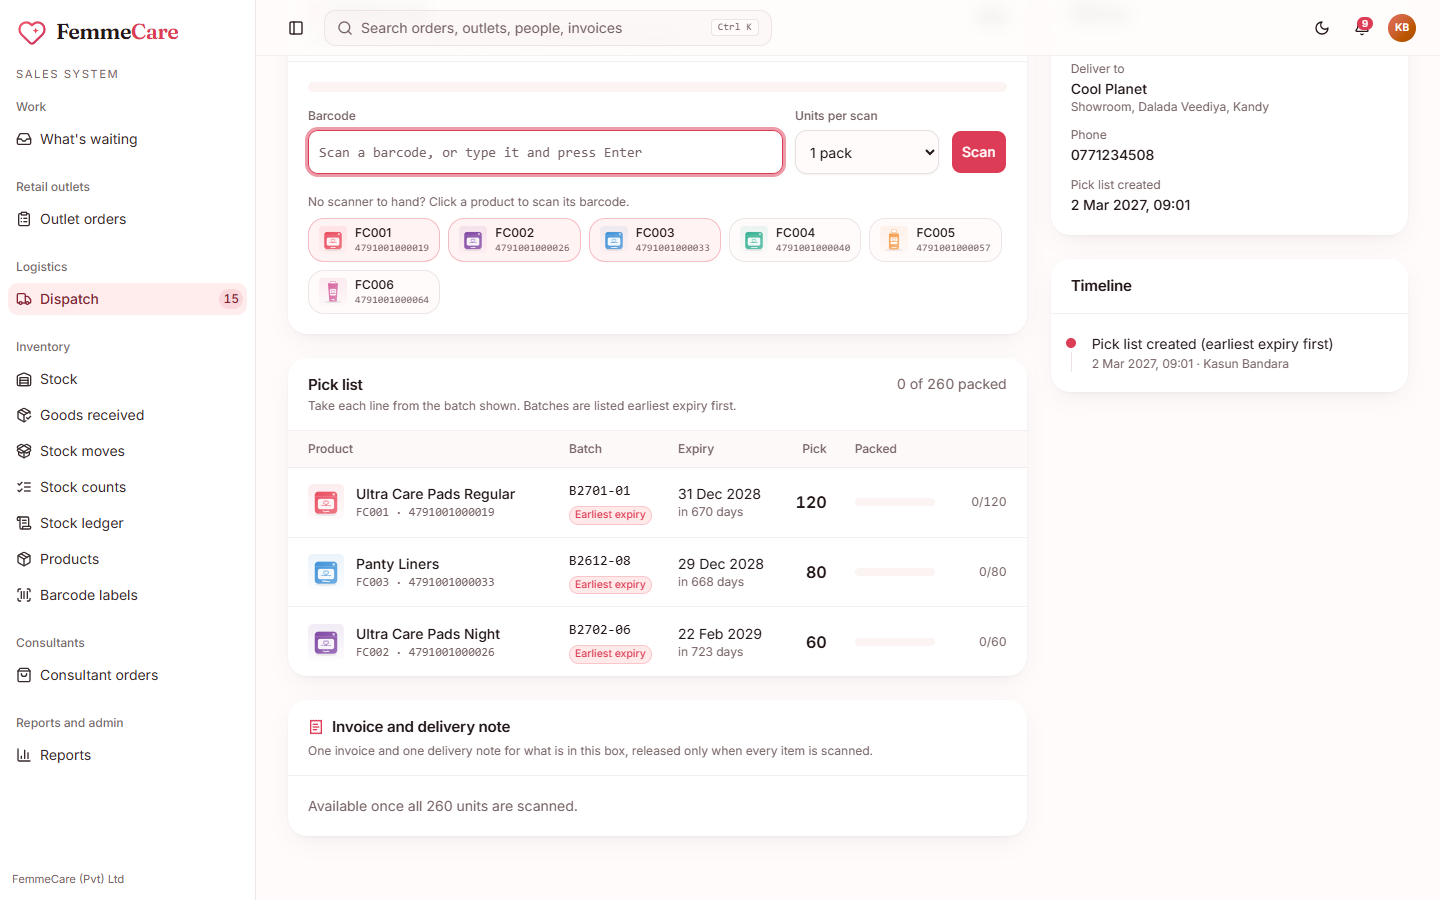 FemmeCare
SALES SYSTEM
Work
What's waiting
Retail outlets
Outlet orders
Logistics
Dispatch 15
Inventory
Stock
Goods received
Stock moves
Stock counts
Stock ledger
Products
Barcode labels
Consultants
Consultant orders
Reports and admin
Reports
FemmeCare (Pvt) Ltd
Search orders, outlets, people, invoices Ctrl K
9
KB
Barcode
Units per scan
Scan a barcode, or type it and press Enter
1 pack
Scan
No scanner to hand? Click a product to scan its barcode.
FC001
4791001000019
FC002
4791001000026
FC003
4791001000033
FC004
4791001000040
FC005
4791001000057
FC006
4791001000064
Pick list
0 of 260 packed
Take each line from the batch shown. Batches are listed earliest expiry first.
Product Batch Expiry Pick Packed
Ultra Care Pads Regular
FC001 · 4791001000019
B2701-01
Earliest expiry
31 Dec 2028
in 670 days
120
0/120
Panty Liners
FC003 · 4791001000033
B2612-08
Earliest expiry
29 Dec 2028
in 668 days
80
0/80
Ultra Care Pads Night
FC002 · 4791001000026
B2702-06
Earliest expiry
22 Feb 2029
in 723 days
60
0/60
Invoice and delivery note
One invoice and one delivery note for what is in this box, released only when every item is scanned.
Available once all 260 units are scanned.
Deliver to
Cool Planet
Showroom, Dalada Veediya, Kandy
Phone
0771234508
Pick list created
2 Mar 2027, 09:01
Timeline
Pick list created (earliest expiry first)
2 Mar 2027, 09:01 · Kasun Bandara